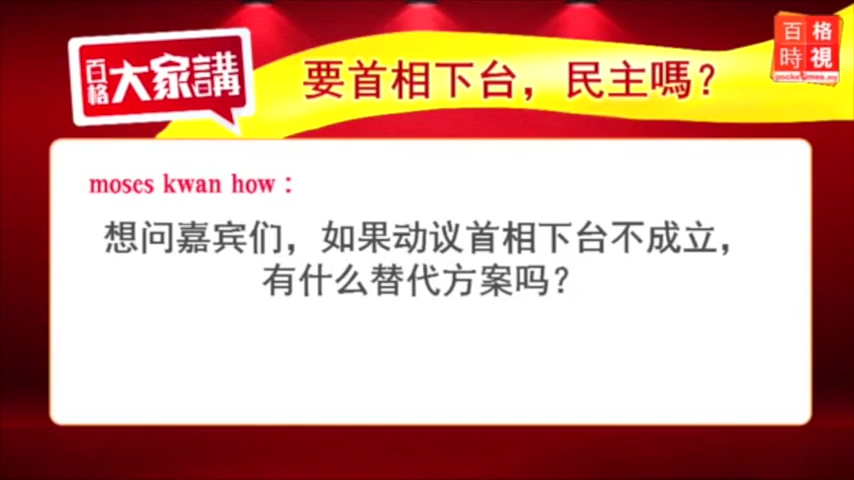 百格大家講
要首相下台，民主嗎？
百格
時視
pocketimes.my
moses kwan how：
想问嘉宾们，如果动议首相下台不成立，
有什么替代方案吗？